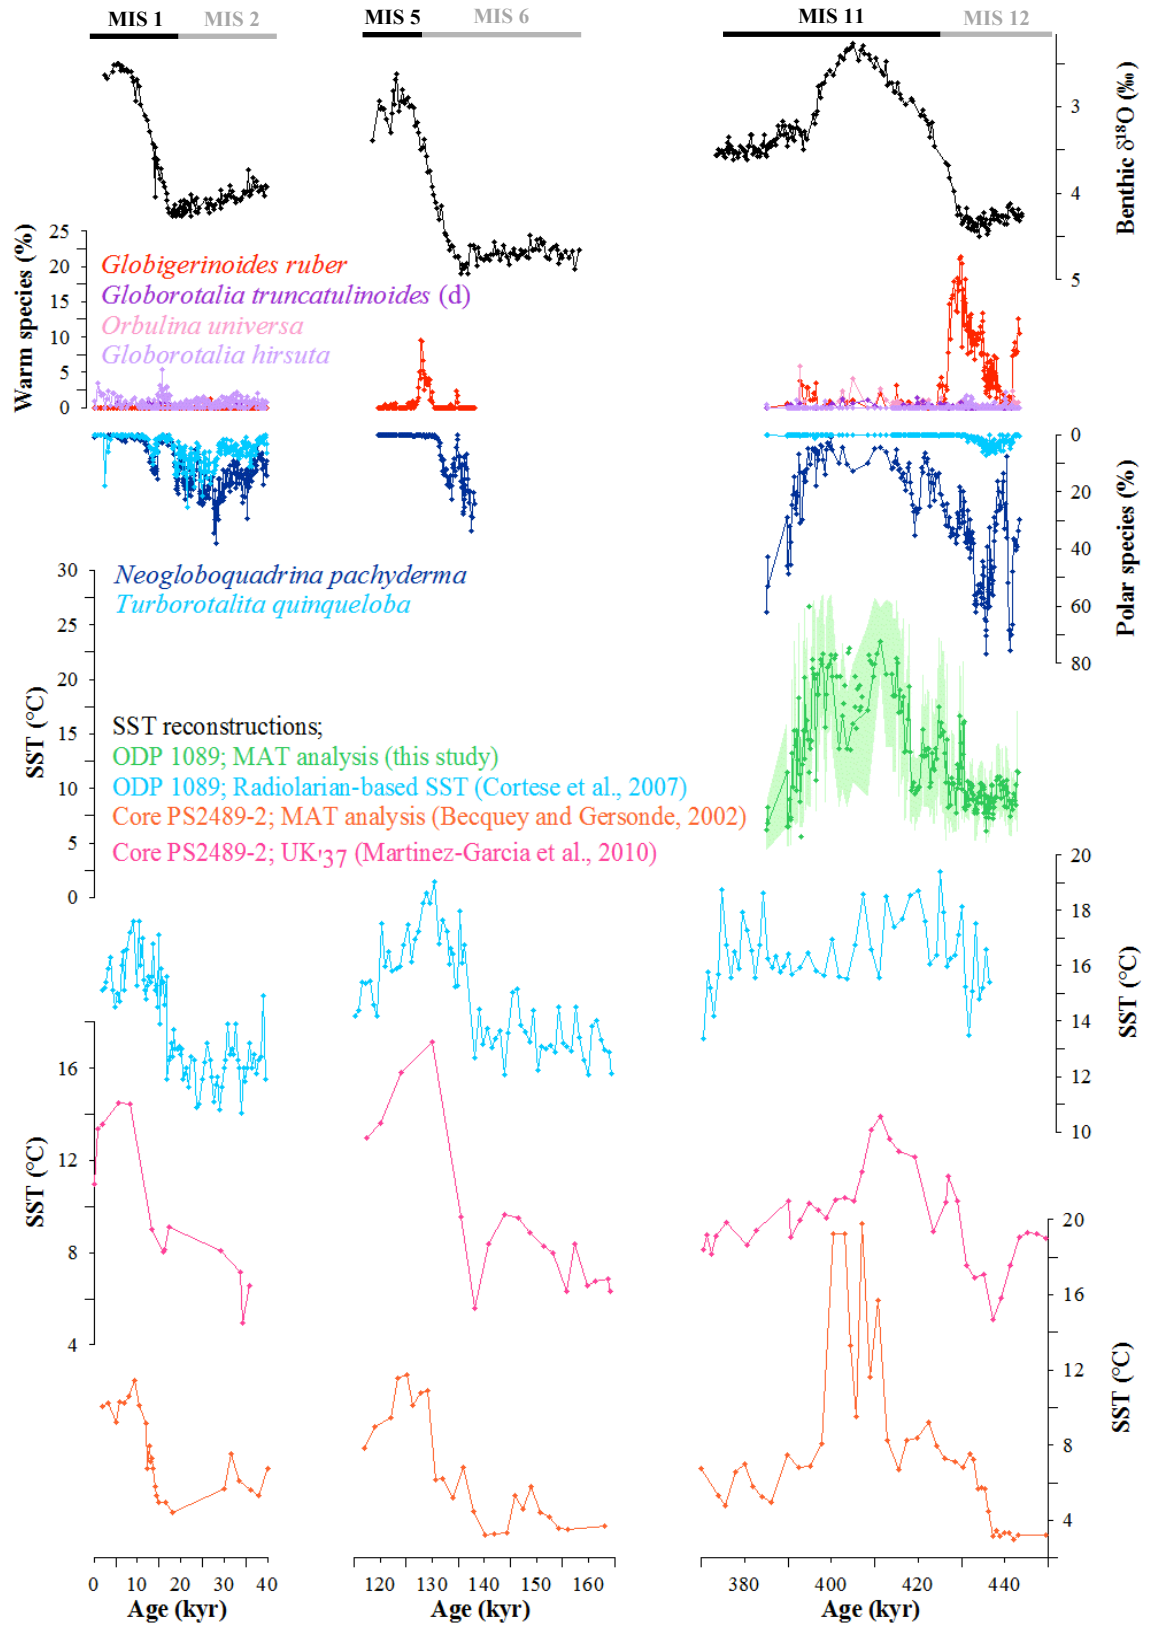 MIS 1 MIS 2 MIS 5 MIS 6 MIS 11 MIS 12
3
4
5
Benthic δ18O (‰)
25
20
15
10
5
0
Warm species (%)
Globigerinoides ruber
Globorotalia truncatulinoides (d)
Orbulina universa
Globorotalia hirsuta
0
20
40
60
80
Polar species (%)
Neogloboquadrina pachyderma
Turborotalita quinqueloba
30
25
20
15
10
5
0
SST (°C)
SST reconstructions;
ODP 1089; MAT analysis (this study)
ODP 1089; Radiolarian-based SST (Cortese et al., 2007)
Core PS2489-2; MAT analysis (Becquey and Gersonde, 2002)
Core PS2489-2; UK'37 (Martinez-Garcia et al., 2010)
20
18
16
14
12
10
SST (°C)
16
12
8
4
SST (°C)
20
16
12
8
4
SST (°C)
0 10 20 30 40 120 130 140 150 160 380 400 420 440
Age (kyr) Age (kyr) Age (kyr)